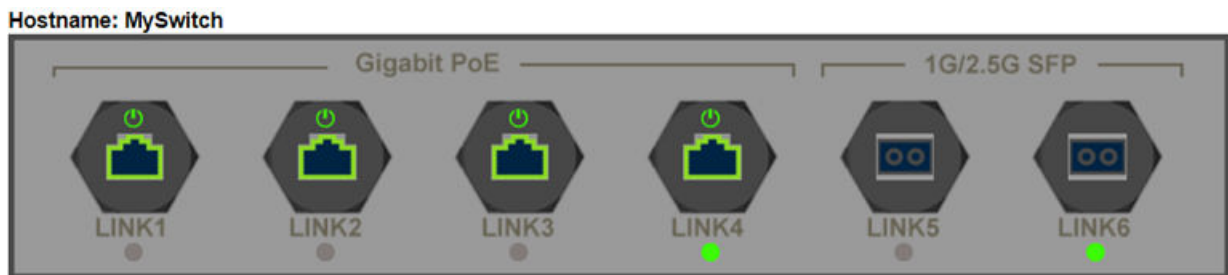 Hostname: MySwitch
Gigabit PoE 1G/2.5G SFP
LINK1 LINK2 LINK3 LINK4 LINK5 LINK6